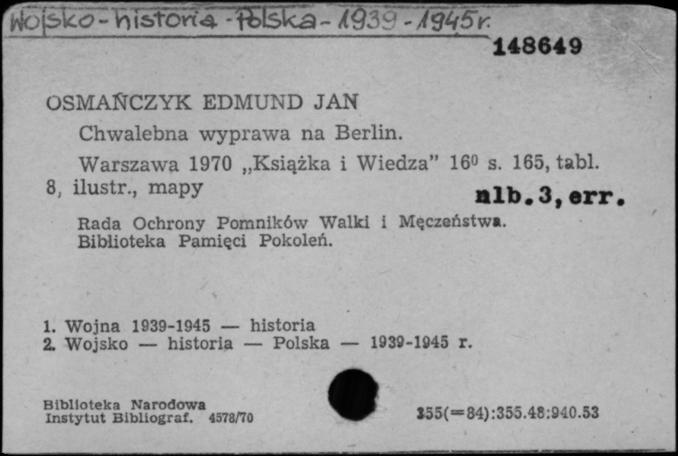 Wojsko - historia - Polska - 1939 - 1945 r.
148649
OSMAŃCZYK EDMUND JAN
Chwalebna wyprawa na Berlin.
Warszawa 1970 „Książka i Wiedza” 16⁰ s. 165, tabl.
8, ilustr., mapy
nlb. 3, err.
Rada Ochrony Pomników Walki i Męczeństwa.
Biblioteka Pamięci Pokoleń.
1. Wojna 1939-1945 — historia
2. Wojsko — historia — Polska — 1939-1945 r.
Biblioteka Narodowa
Instytut Bibliograf. 4578/70
355(=84):355.48:940.53